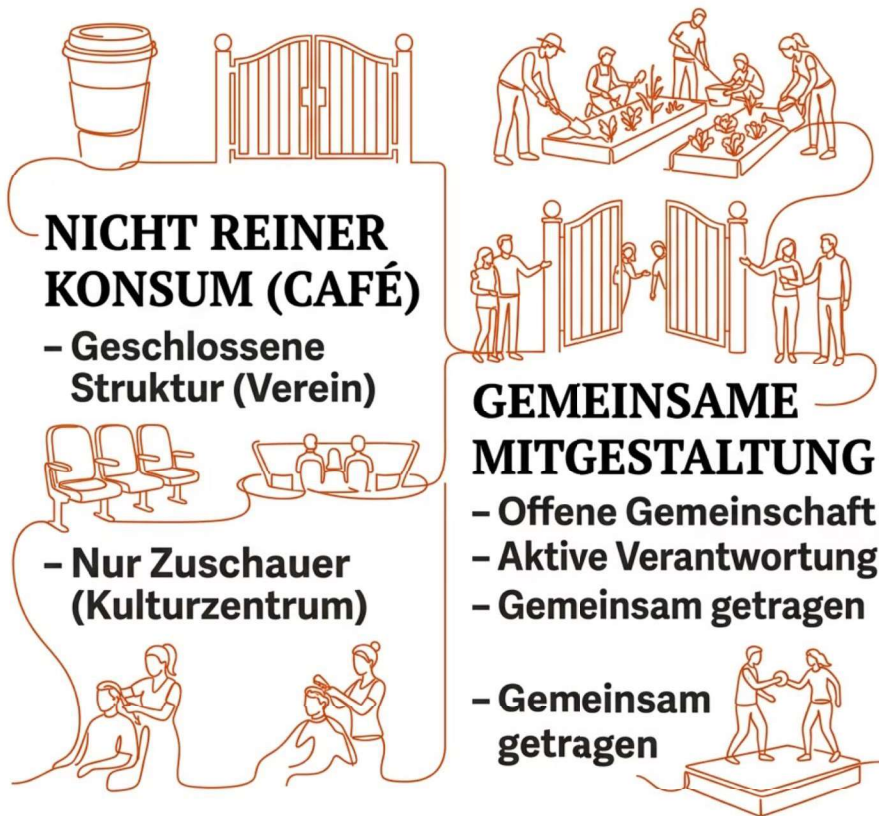 NICHT REINER
KONSUM (CAFÉ)
– Geschlossene
Struktur (Verein)
– Nur Zuschauer
(Kulturzentrum)
GEMEINSAME
MITGESTALTUNG
– Offene Gemeinschaft
– Aktive Verantwortung
– Gemeinsam getragen
– Gemeinsam
getragen